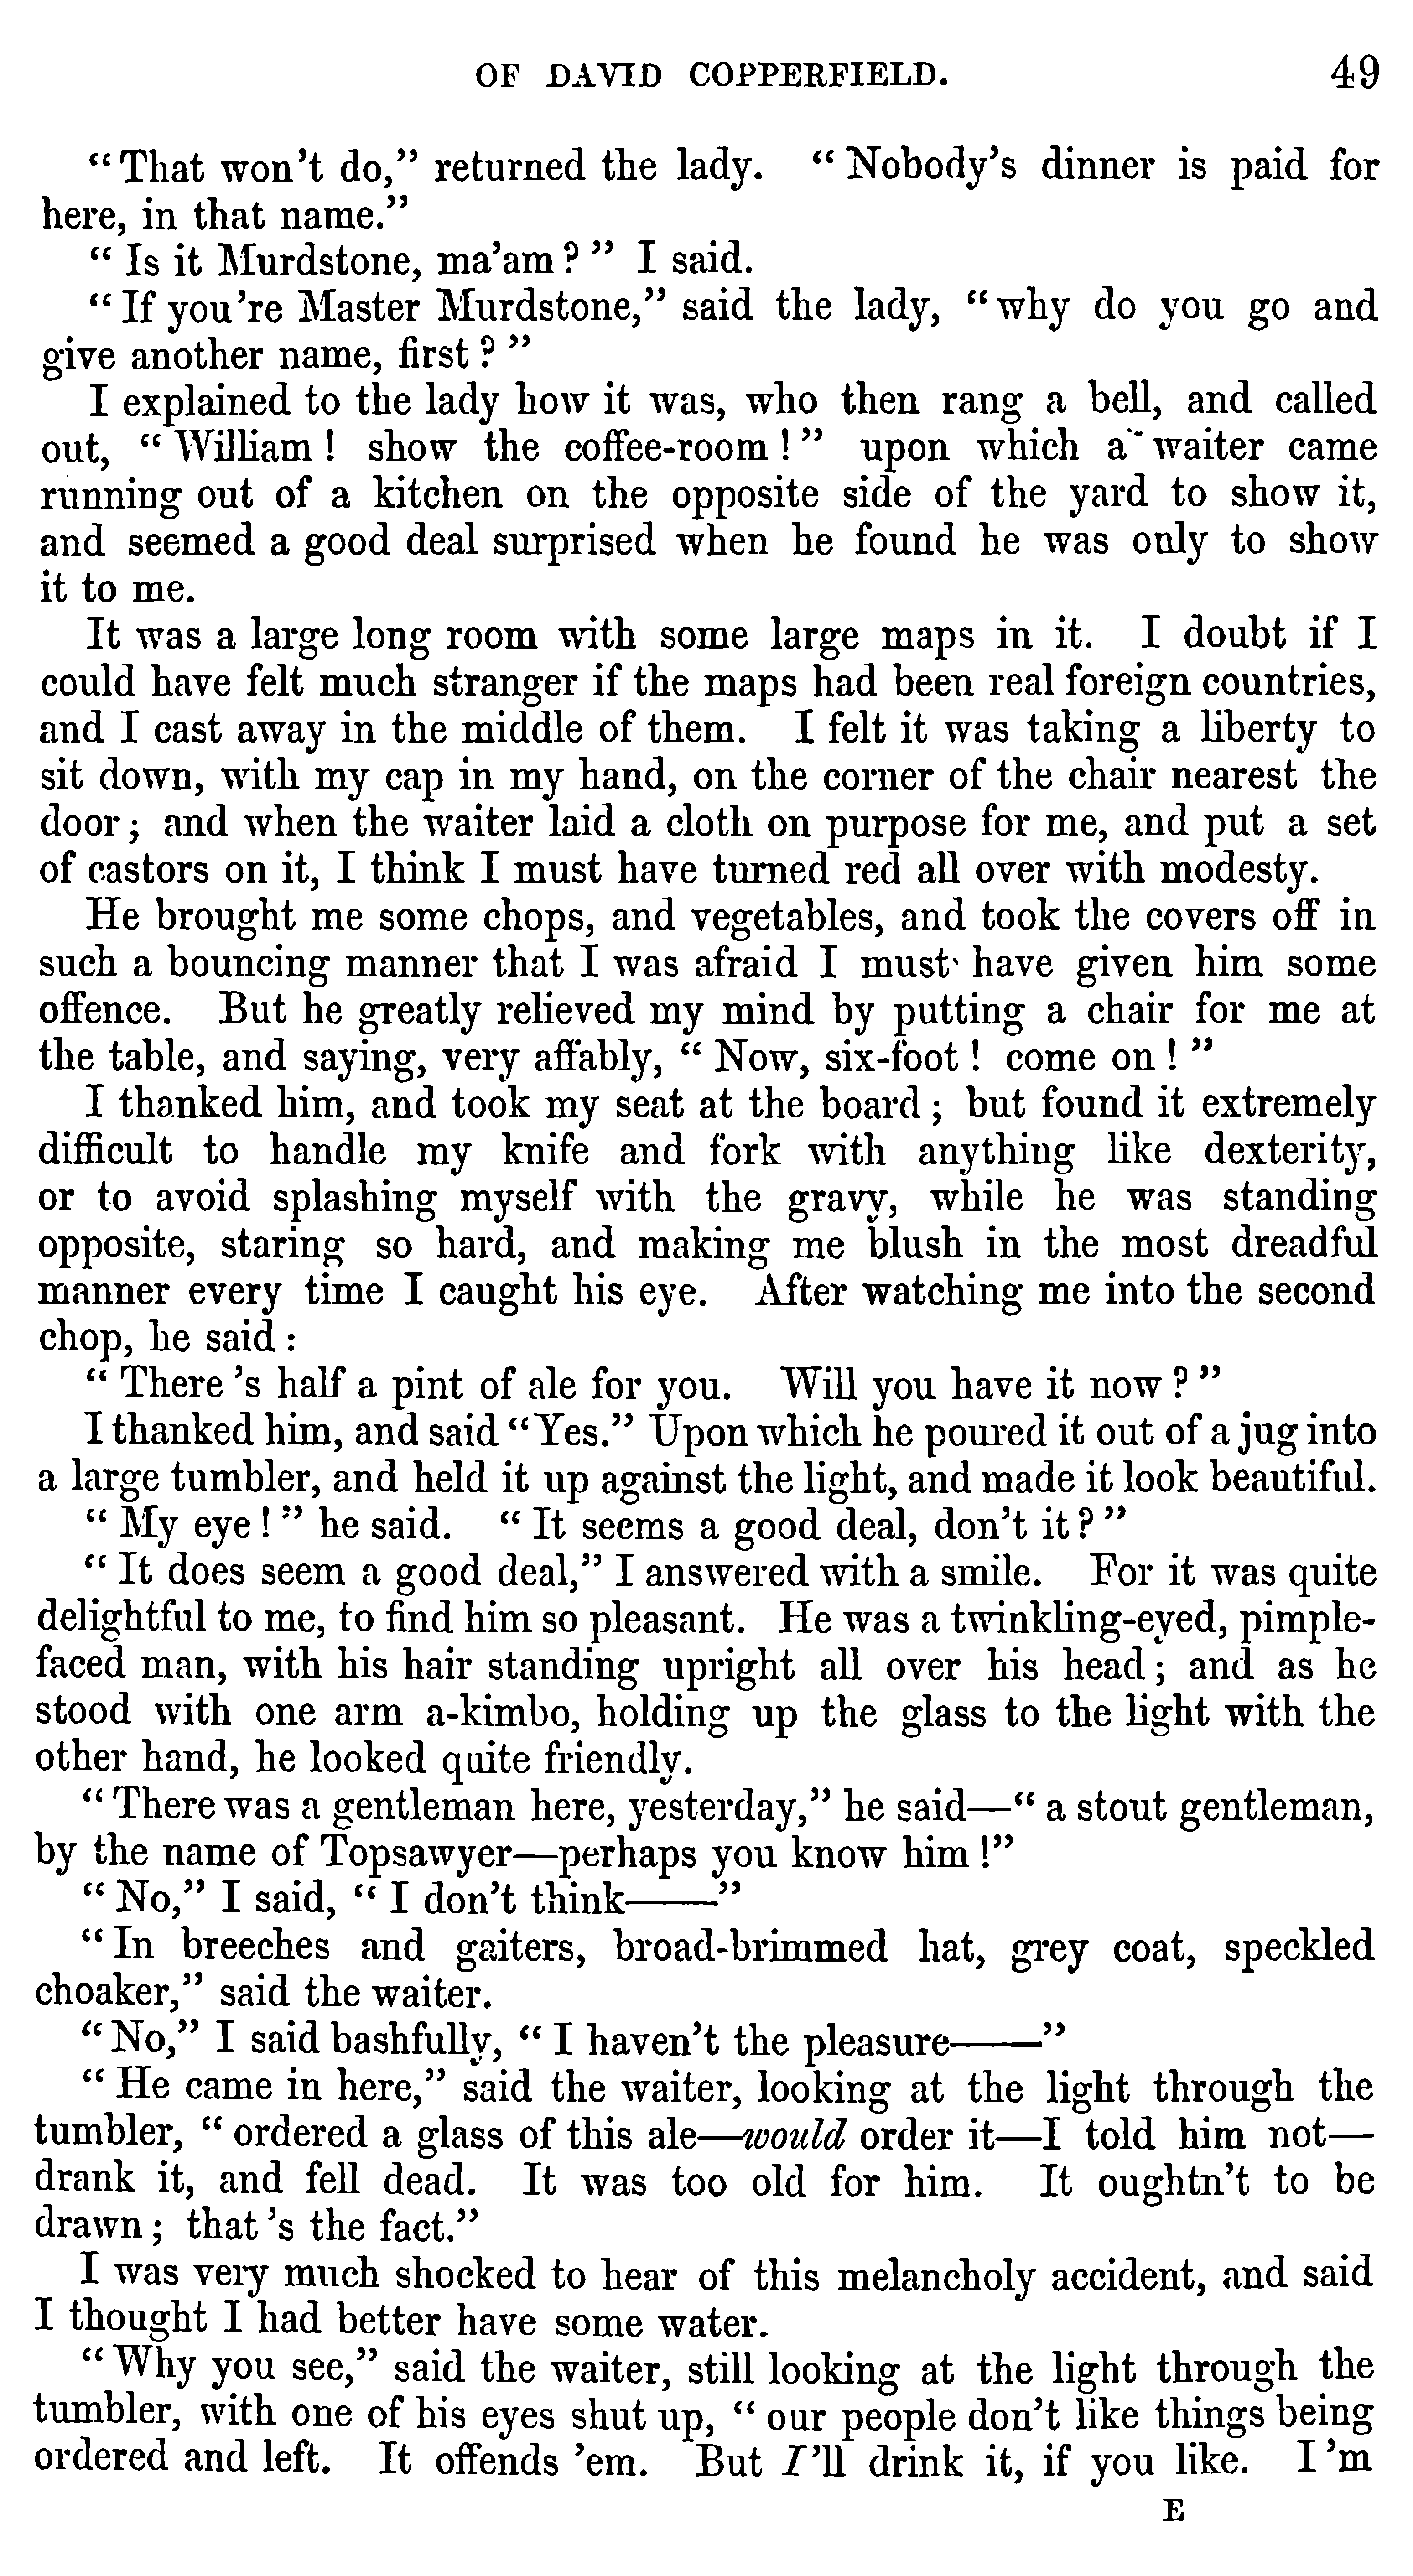 OF DAVID COPPERFIELD. 49
“That won’t do,” returned the lady. “Nobody’s dinner is paid for
here, in that name.”
“Is it Murdstone, ma’am?” I said.
“If you’re Master Murdstone,” said the lady, “why do you go and
give another name, first?”
I explained to the lady how it was, who then rang a bell, and called
out, “William! show the coffee-room!” upon which a waiter came
running out of a kitchen on the opposite side of the yard to show it,
and seemed a good deal surprised when he found he was only to show
it to me.
It was a large long room with some large maps in it. I doubt if I
could have felt much stranger if the maps had been real foreign countries,
and I cast away in the middle of them. I felt it was taking a liberty to
sit down, with my cap in my hand, on the corner of the chair nearest the
door; and when the waiter laid a cloth on purpose for me, and put a set
of castors on it, I think I must have turned red all over with modesty.
He brought me some chops, and vegetables, and took the covers off in
such a bouncing manner that I was afraid I must have given him some
offence. But he greatly relieved my mind by putting a chair for me at
the table, and saying, very affably, “Now, six-foot! come on!”
I thanked him, and took my seat at the board; but found it extremely
difficult to handle my knife and fork with anything like dexterity,
or to avoid splashing myself with the gravy, while he was standing
opposite, staring so hard, and making me blush in the most dreadful
manner every time I caught his eye. After watching me into the second
chop, he said:
“There ’s half a pint of ale for you. Will you have it now?”
I thanked him, and said “Yes.” Upon which he poured it out of a jug into
a large tumbler, and held it up against the light, and made it look beautiful.
“My eye!” he said. “It seems a good deal, don’t it?”
“It does seem a good deal,” I answered with a smile. For it was quite
delightful to me, to find him so pleasant. He was a twinkling-eyed, pimple-
faced man, with his hair standing upright all over his head; and as he
stood with one arm a-kimbo, holding up the glass to the light with the
other hand, he looked quite friendly.
“There was a gentleman here, yesterday,” he said—“a stout gentleman,
by the name of Topsawyer—perhaps you know him!”
“No,” I said, “I don’t think——”
“In breeches and gaiters, broad-brimmed hat, grey coat, speckled
choaker,” said the waiter.
“No,” I said bashfully, “I haven’t the pleasure——”
“He came in here,” said the waiter, looking at the light through the
tumbler, “ordered a glass of this ale—would order it—I told him not—
drank it, and fell dead. It was too old for him. It oughtn’t to be
drawn; that ’s the fact.”
I was very much shocked to hear of this melancholy accident, and said
I thought I had better have some water.
“Why you see,” said the waiter, still looking at the light through the
tumbler, with one of his eyes shut up, “our people don’t like things being
ordered and left. It offends ’em. But I’ll drink it, if you like. I ’m
E